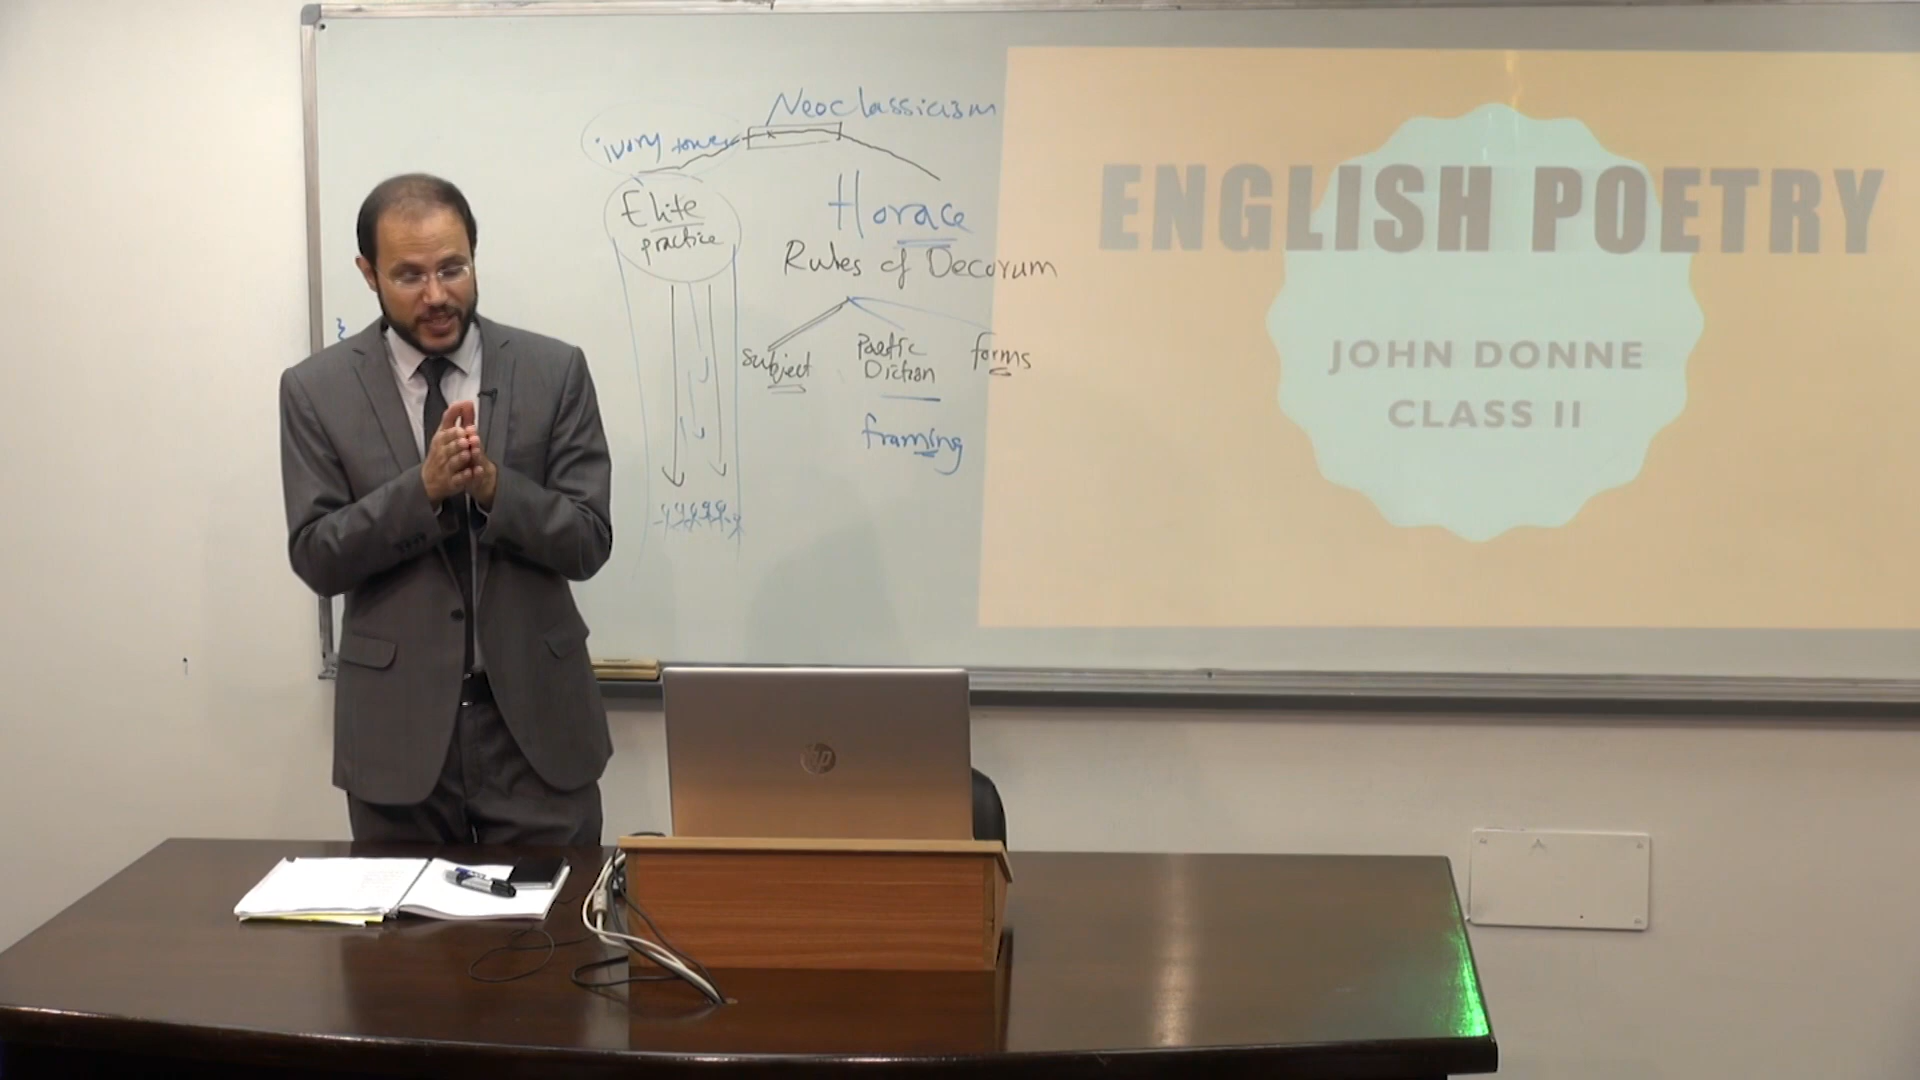 Neoclassicism
ivory tower
Elite
practice
Horace
Rules of Decorum
subject
Poetic
Diction
forms
framing
ENGLISH POETRY
JOHN DONNE
CLASS II
hp